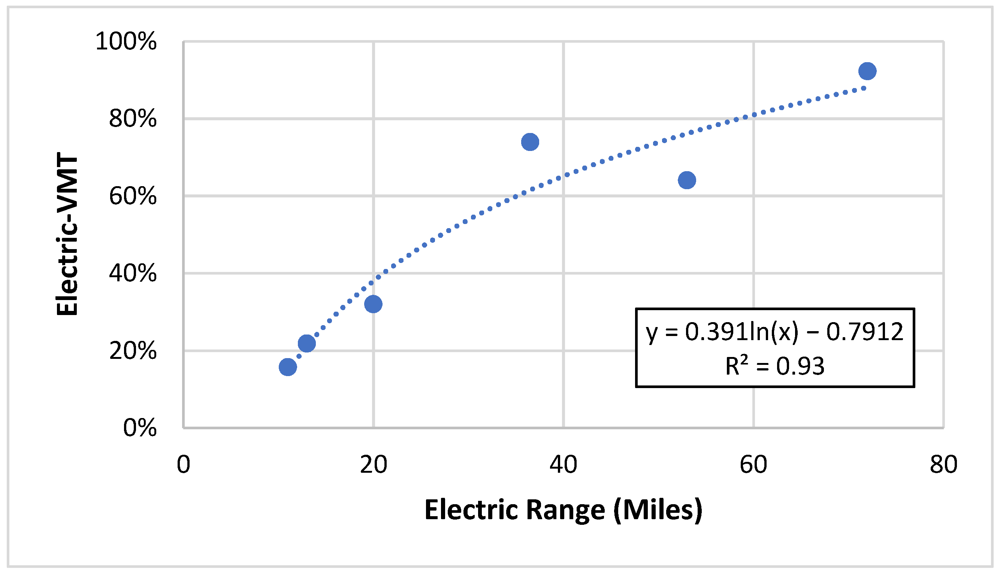 100%
80%
60%
40%
20%
0%
Electric-VMT
0
20
40
60
80
Electric Range (Miles)
y = 0.391ln(x) − 0.7912
R² = 0.93